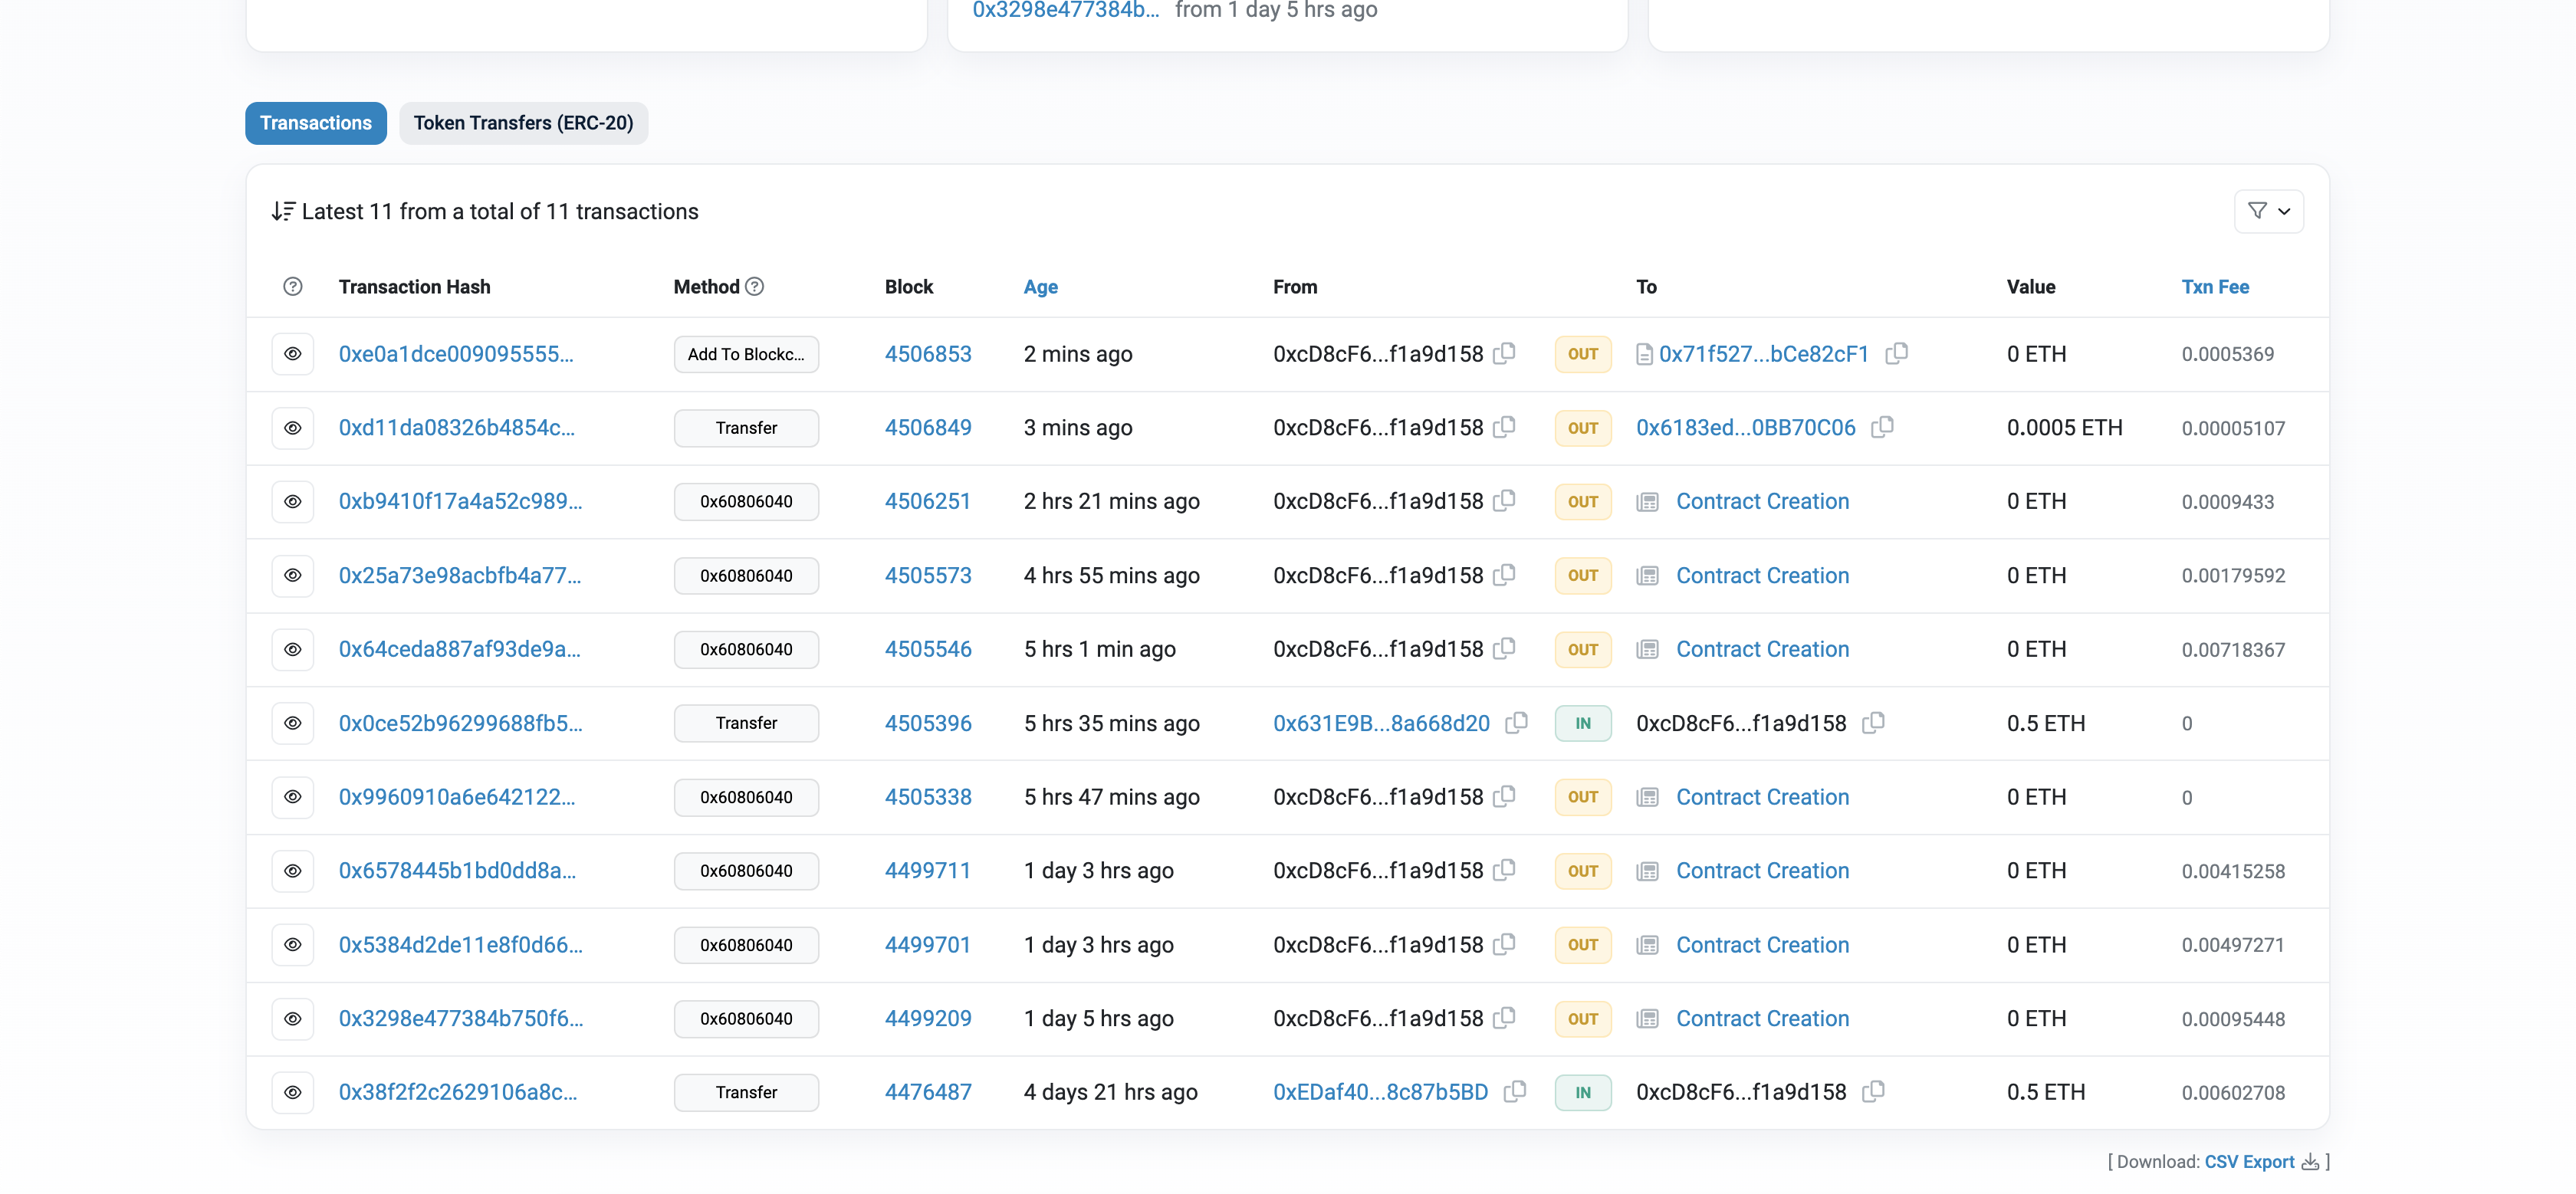 0x3298e477384b... from 1 day 5 hrs ago
Transactions Token Transfers (ERC-20)
Latest 11 from a total of 11 transactions
Transaction Hash Method Block Age From To Value Txn Fee
0xe0a1dce009095555... Add To Blockc... 4506853 2 mins ago 0xcD8cF6...f1a9d158 OUT 0x71f527...bCe82cF1 0 ETH 0.0005369
0xd11da08326b4854c... Transfer 4506849 3 mins ago 0xcD8cF6...f1a9d158 OUT 0x6183ed...0BB70C06 0.0005 ETH 0.00005107
0xb9410f17a4a52c989... 0x60806040 4506251 2 hrs 21 mins ago 0xcD8cF6...f1a9d158 OUT Contract Creation 0 ETH 0.0009433
0x25a73e98acbfb4a77... 0x60806040 4505573 4 hrs 55 mins ago 0xcD8cF6...f1a9d158 OUT Contract Creation 0 ETH 0.00179592
0x64ceda887af93de9a... 0x60806040 4505546 5 hrs 1 min ago 0xcD8cF6...f1a9d158 OUT Contract Creation 0 ETH 0.00718367
0x0ce52b96299688fb5... Transfer 4505396 5 hrs 35 mins ago 0x631E9B...8a668d20 IN 0xcD8cF6...f1a9d158 0.5 ETH 0
0x9960910a6e642122... 0x60806040 4505338 5 hrs 47 mins ago 0xcD8cF6...f1a9d158 OUT Contract Creation 0 ETH 0
0x6578445b1bd0dd8a... 0x60806040 4499711 1 day 3 hrs ago 0xcD8cF6...f1a9d158 OUT Contract Creation 0 ETH 0.00415258
0x5384d2de11e8f0d66... 0x60806040 4499701 1 day 3 hrs ago 0xcD8cF6...f1a9d158 OUT Contract Creation 0 ETH 0.00497271
0x3298e477384b750f6... 0x60806040 4499209 1 day 5 hrs ago 0xcD8cF6...f1a9d158 OUT Contract Creation 0 ETH 0.00095448
0x38f2f2c2629106a8c... Transfer 4476487 4 days 21 hrs ago 0xEDaf40...8c87b5BD IN 0xcD8cF6...f1a9d158 0.5 ETH 0.00602708
[ Download: CSV Export ]